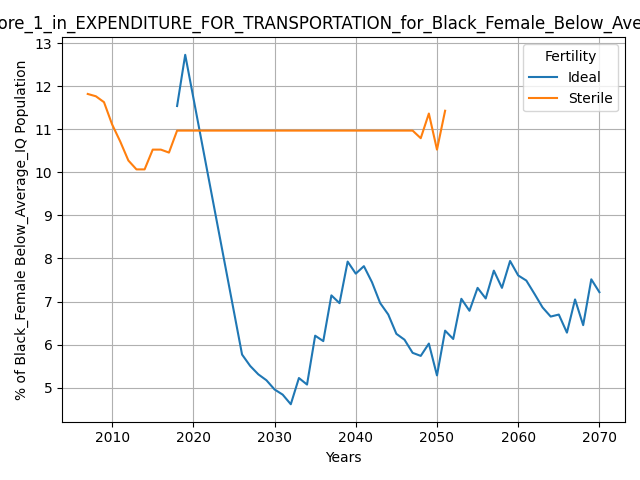 ore_1_in_EXPENDITURE_FOR_TRANSPORTATION_for_Black_Female_Below_Ave
13
12
11
10
9
8
7
6
5
% of Black_Female Below_Average_IQ Population
Fertility
Ideal
Sterile
2010 2020 2030 2040 2050 2060 2070
Years